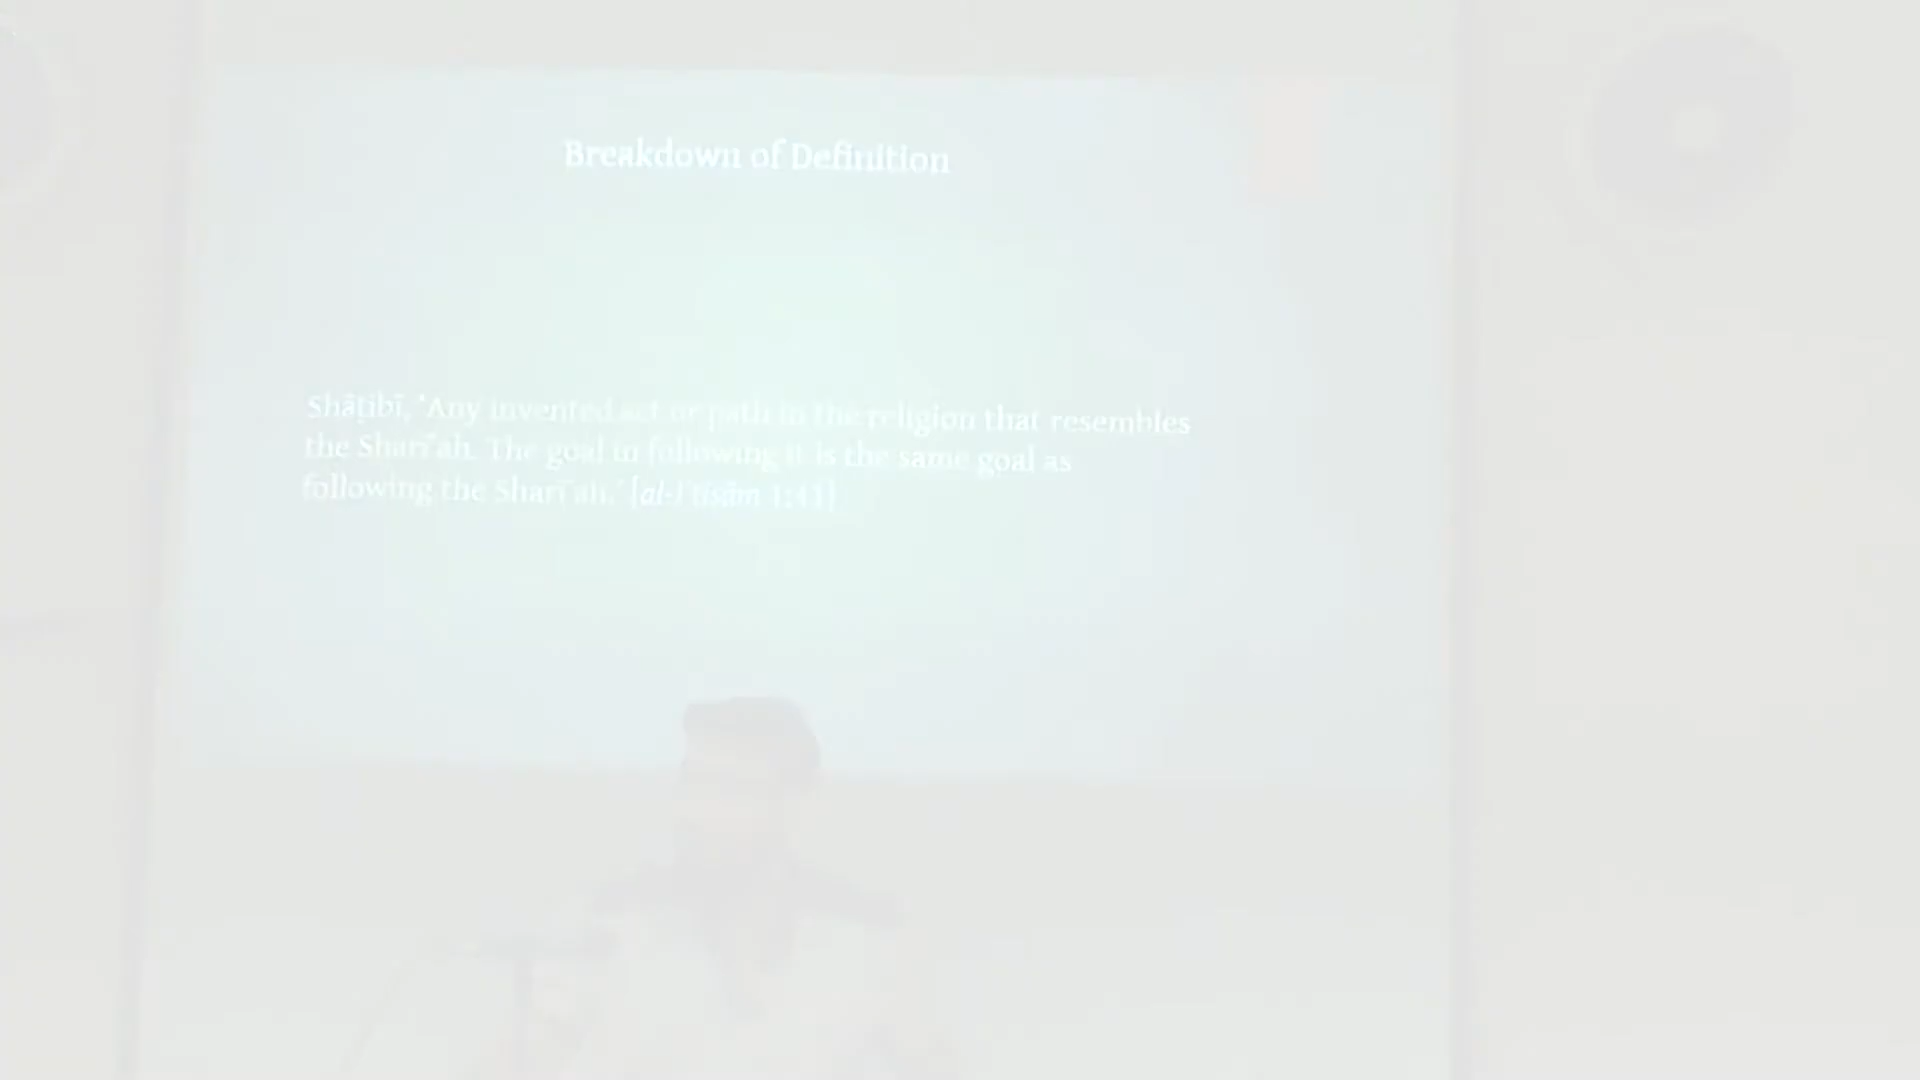 Breakdown of Definition
Shāṭibī, 'Any invented act or path in the religion that resembles
the Sharī'ah. The goal in following it is the same goal as
following the Sharī'ah.' [al-I'tiṣām 1:41]